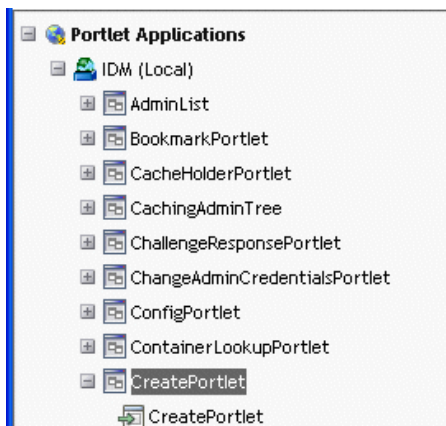 Portlet Applications
IDM (Local)
AdminList
BookmarkPortlet
CacheHolderPortlet
CachingAdminTree
ChallengeResponsePortlet
ChangeAdminCredentialsPortlet
ConfigPortlet
ContainerLookupPortlet
CreatePortlet
CreatePortlet